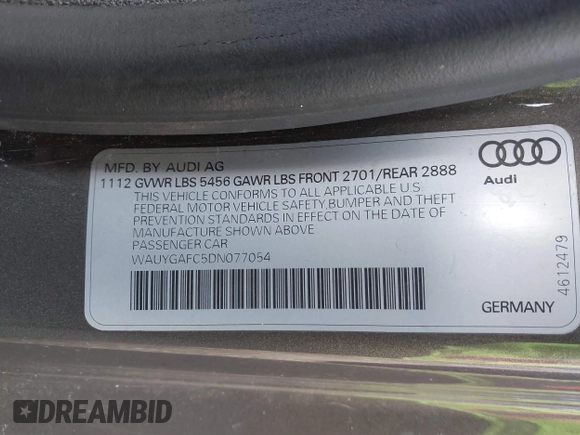 MFD. BY AUDI AG
1112 GVWR LBS 5456 GAWR LBS FRONT 2701/REAR 2888
THIS VEHICLE CONFORMS TO ALL APPLICABLE U.S
FEDERAL MOTOR VEHICLE SAFETY,BUMPER AND THEFT
PREVENTION STANDARDS IN EFFECT ON THE DATE OF
MANUFACTURE SHOWN ABOVE
PASSENGER CAR
WAUYGAFC5DN077054
Audi
4612479
GERMANY
DREAMBID